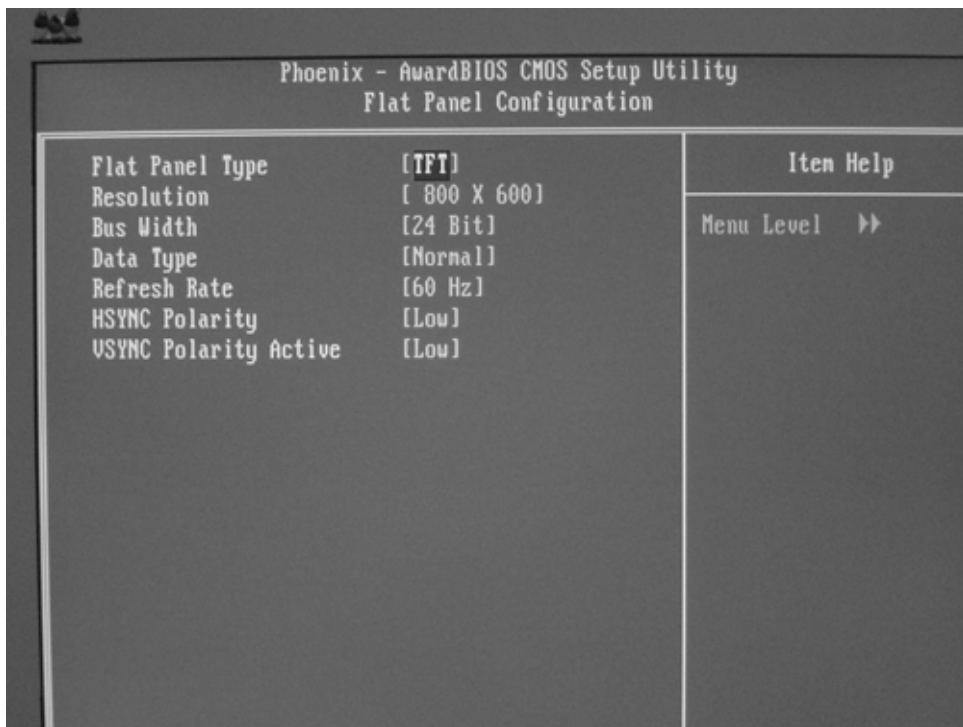 Phoenix - AwardBIOS CMOS Setup Utility
Flat Panel Configuration
Flat Panel Type [TFT]
Resolution [ 800 X 600]
Bus Width [24 Bit]
Data Type [Normal]
Refresh Rate [60 Hz]
HSYNC Polarity [Low]
VSYNC Polarity Active [Low]
Item Help
Menu Level